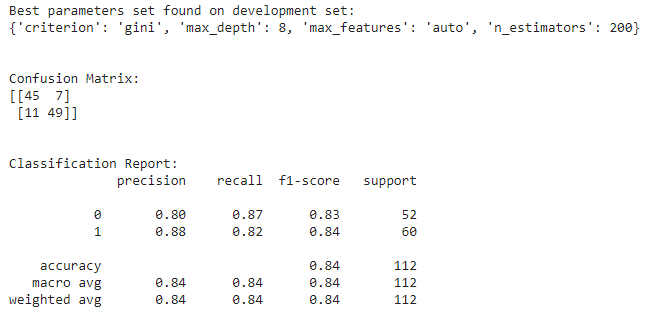 Best parameters set found on development set:
{'criterion': 'gini', 'max_depth': 8, 'max_features': 'auto', 'n_estimators': 200}
Confusion Matrix:
[[45  7]
 [11 49]]
Classification Report:
              precision    recall  f1-score   support
           0       0.80      0.87      0.83        52
           1       0.88      0.82      0.84        60
    accuracy                           0.84       112
   macro avg       0.84      0.84      0.84       112
weighted avg       0.84      0.84      0.84       112